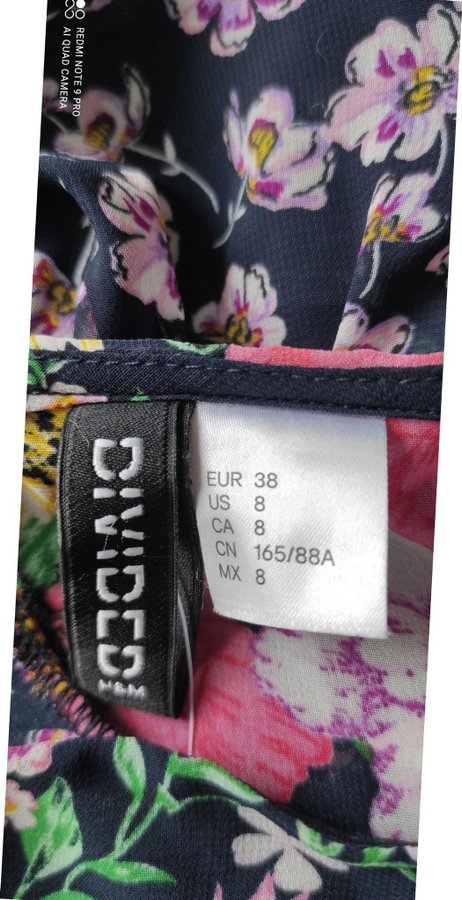 REDMI NOTE 9 PRO
AI QUAD CAMERA
DIVIDED
H&M
EUR 38
US 8
CA 8
CN 165/88A
MX 8